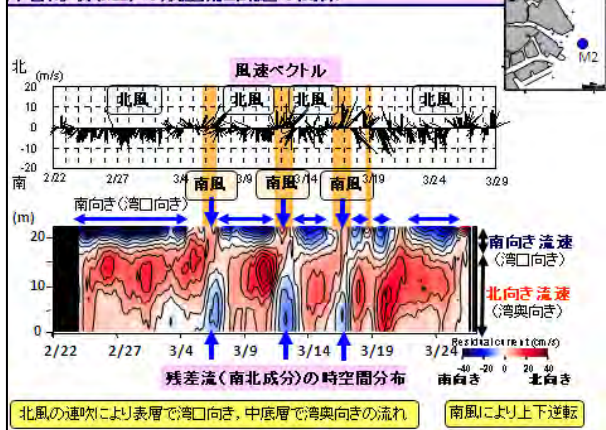 M2
北 (m/s)
風速ベクトル
20
北風 北風 北風 北風
10
0
-10
-20
南
2/22 2/27 3/4 3/9 3/14 3/19 3/24 3/29
南風 南風 南風
(m)
南向き(湾口向き)
20
南向き流速
(湾口向き)
10
北向き流速
(湾奥向き)
0
2/22 2/27 3/4 3/9 3/14 3/19 3/24
Residual current (cm/s)
-40 -20 0 20 40
南向き 北向き
残差流(南北成分)の時空間分布
北風の連吹により表層で湾口向き,中底層で湾奥向きの流れ
南風により上下逆転